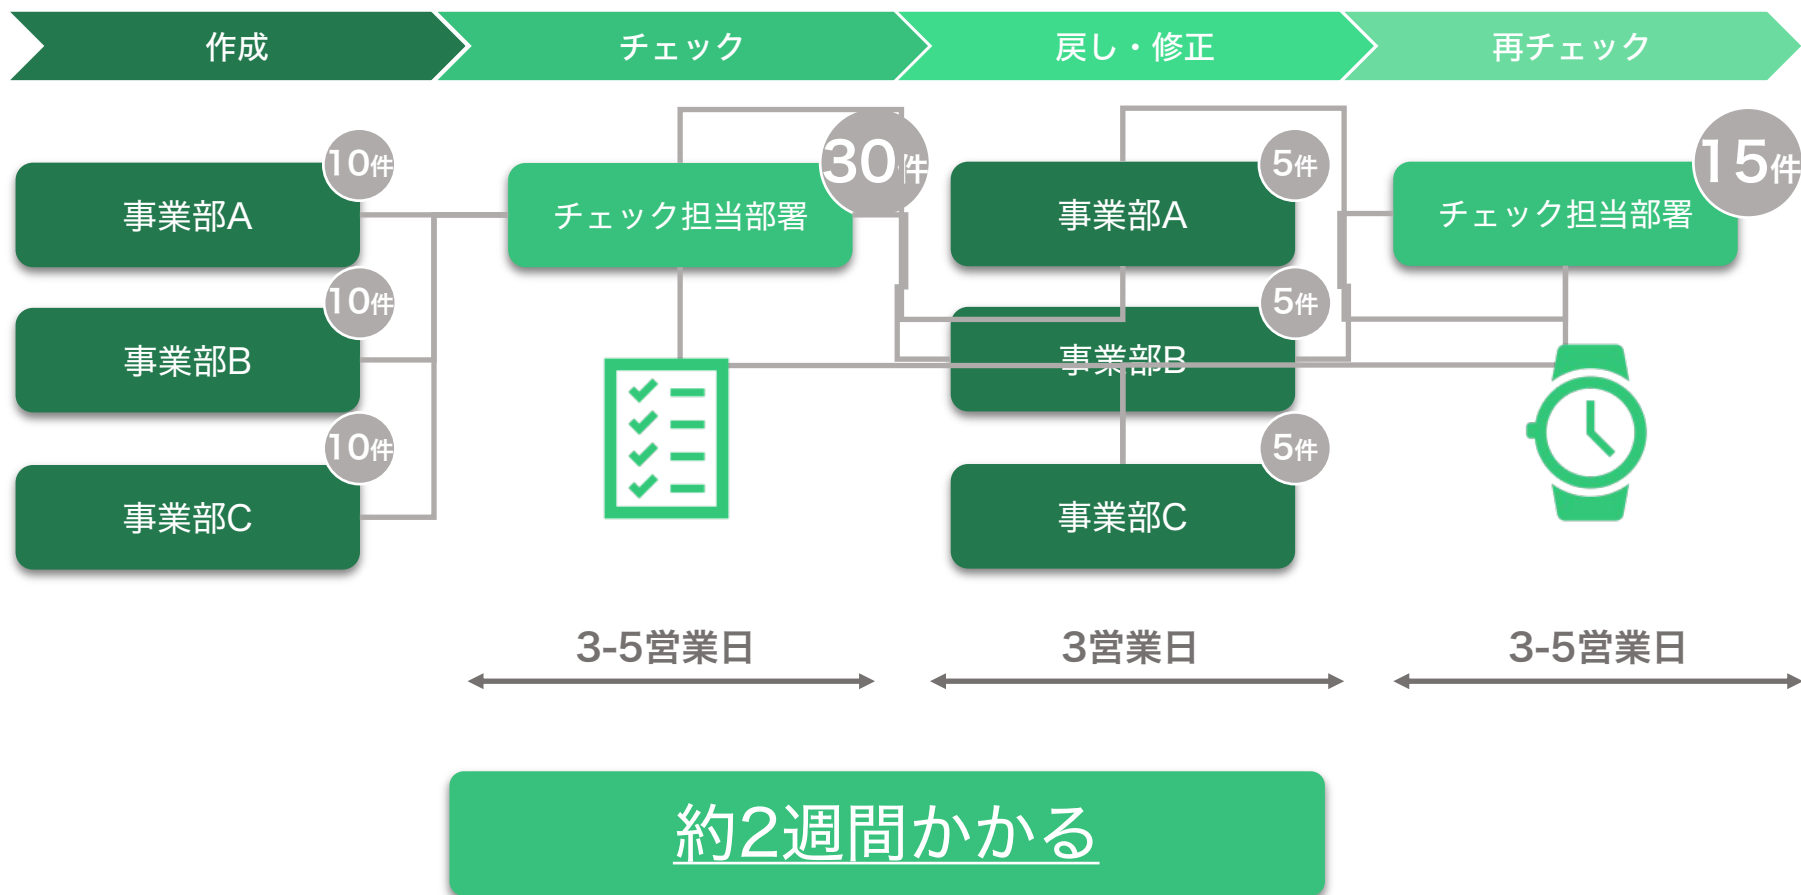 作成
チェック
戻し・修正
再チェック
10件
事業部A
10件
事業部B
10件
事業部C
30件
チェック担当部署
5件
事業部A
5件
事業部B
5件
事業部C
15件
チェック担当部署
3-5営業日
3営業日
3-5営業日
約2週間かかる